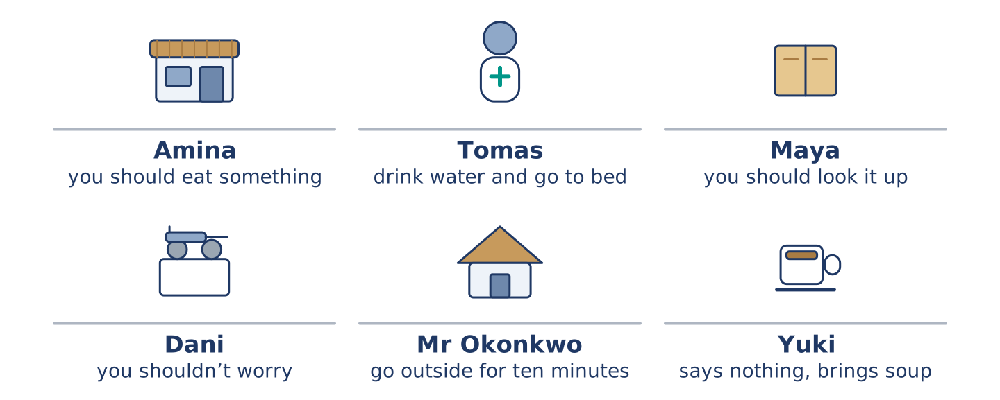 Amina
you should eat something
Tomas
drink water and go to bed
Maya
you should look it up
Dani
you shouldn’t worry
Mr Okonkwo
go outside for ten minutes
Yuki
says nothing, brings soup